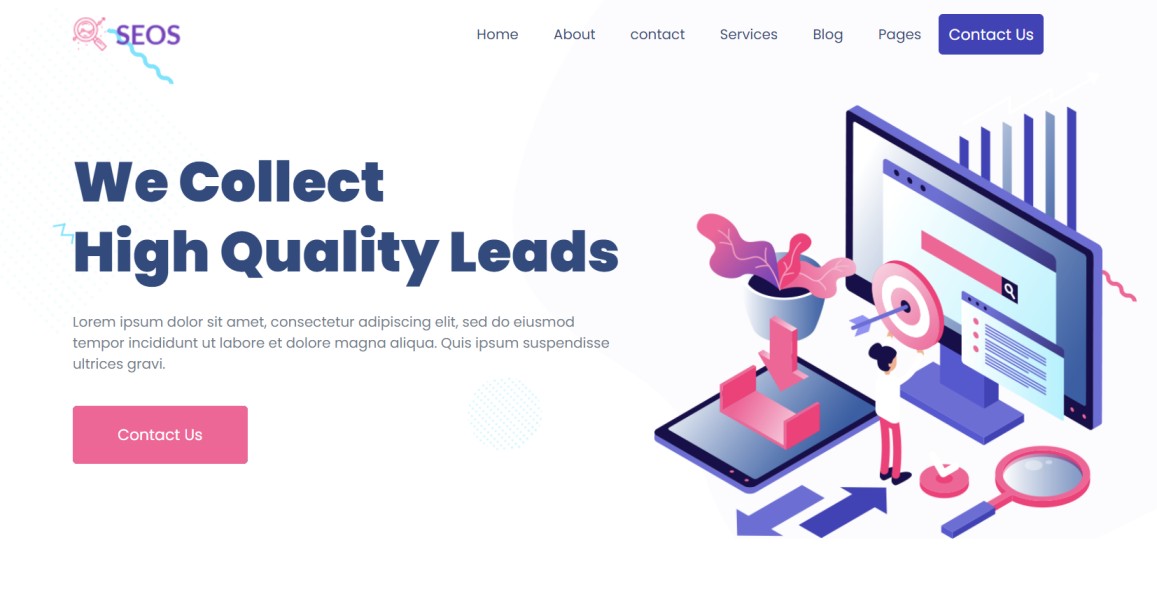 SEOS
Home About contact Services Blog Pages Contact Us
We Collect
High Quality Leads
Lorem ipsum dolor sit amet, consectetur adipiscing elit, sed do eiusmod
tempor incididunt ut labore et dolore magna aliqua. Quis ipsum suspendisse
ultrices gravi.
Contact Us